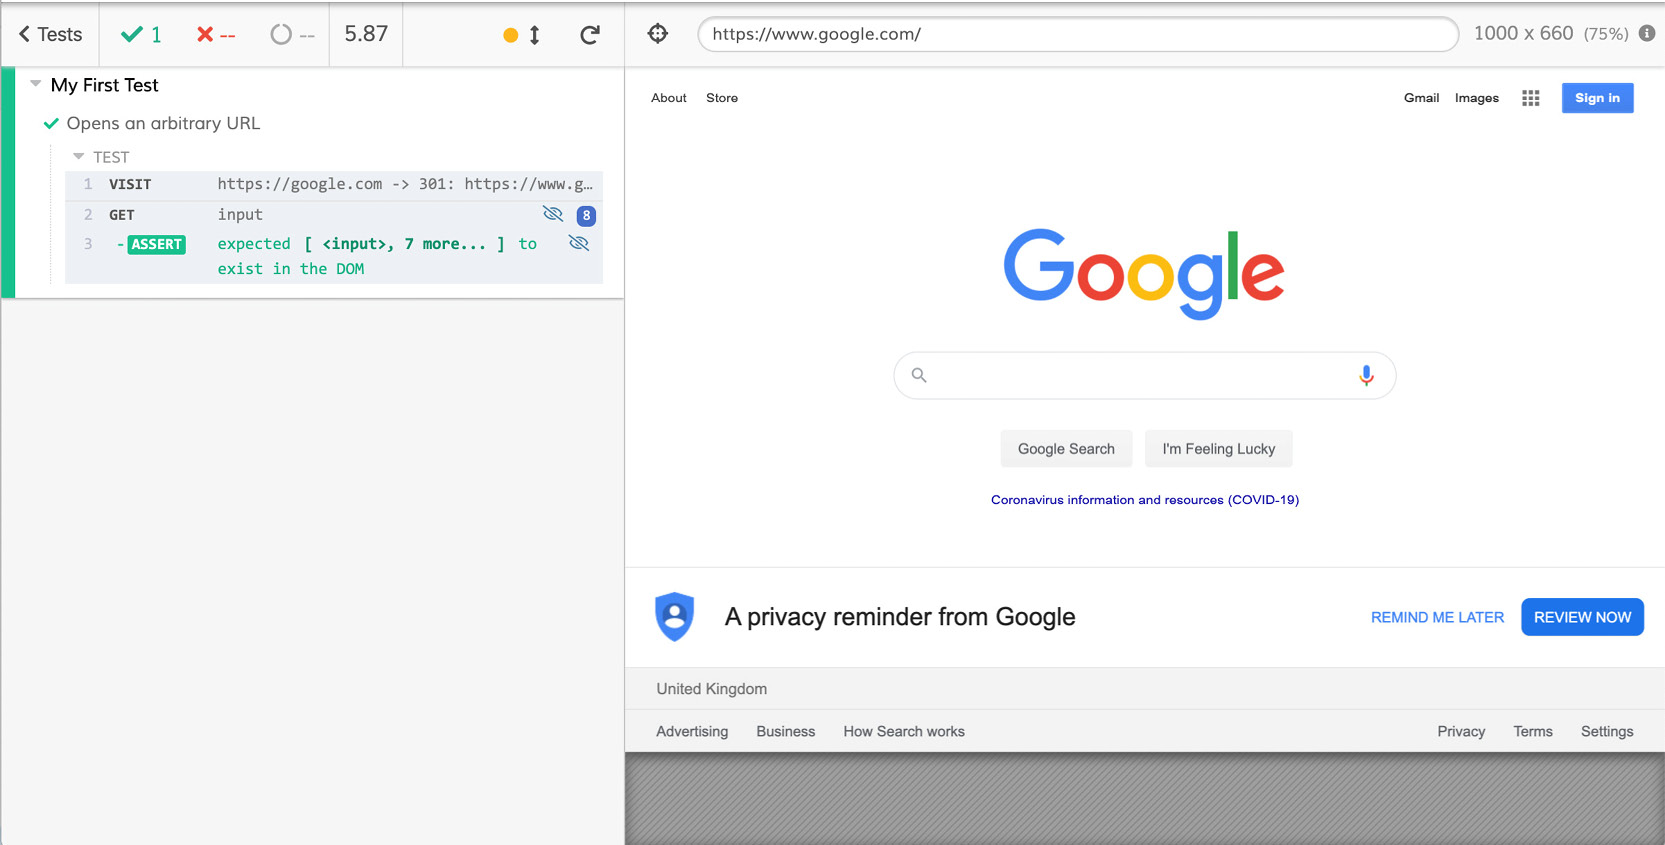 Tests 1 -- -- 5.87
https://www.google.com/ 1000 x 660 (75%)
My First Test
Opens an arbitrary URL
TEST
1 VISIT https://google.com -> 301: https://www.g…
2 GET input 8
3 -ASSERT expected [ <input>, 7 more... ] to
exist in the DOM
About Store Gmail Images Sign in
Google
Google Search I'm Feeling Lucky
Coronavirus information and resources (COVID-19)
A privacy reminder from Google REMIND ME LATER REVIEW NOW
United Kingdom
Advertising Business How Search works Privacy Terms Settings